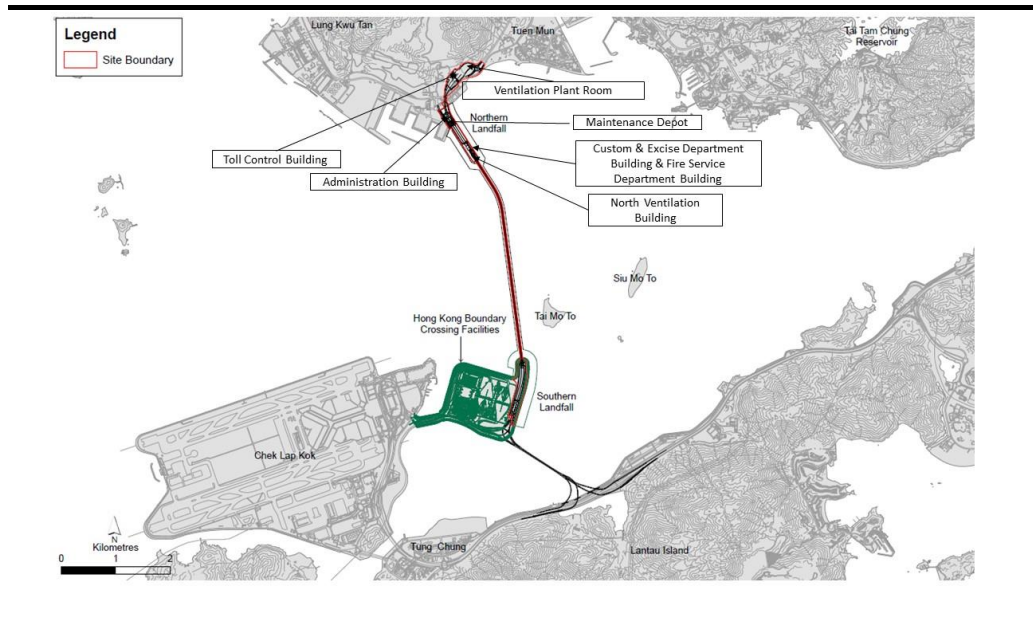 Lung Kwu Tan
Tuen Mun
Tai Tam Chung
Reservoir
Legend
Site Boundary
Ventilation Plant Room
Northern
Landfall
Maintenance Depot
Toll Control Building
Custom & Excise Department
Building & Fire Service
Department Building
Administration Building
North Ventilation
Building
Siu Mo To
Tai Mo To
Hong Kong Boundary
Crossing Facilities
Southern
Landfall
Chek Lap Kok
N
Kilometres
0 1 2
Tung Chung
Lantau Island